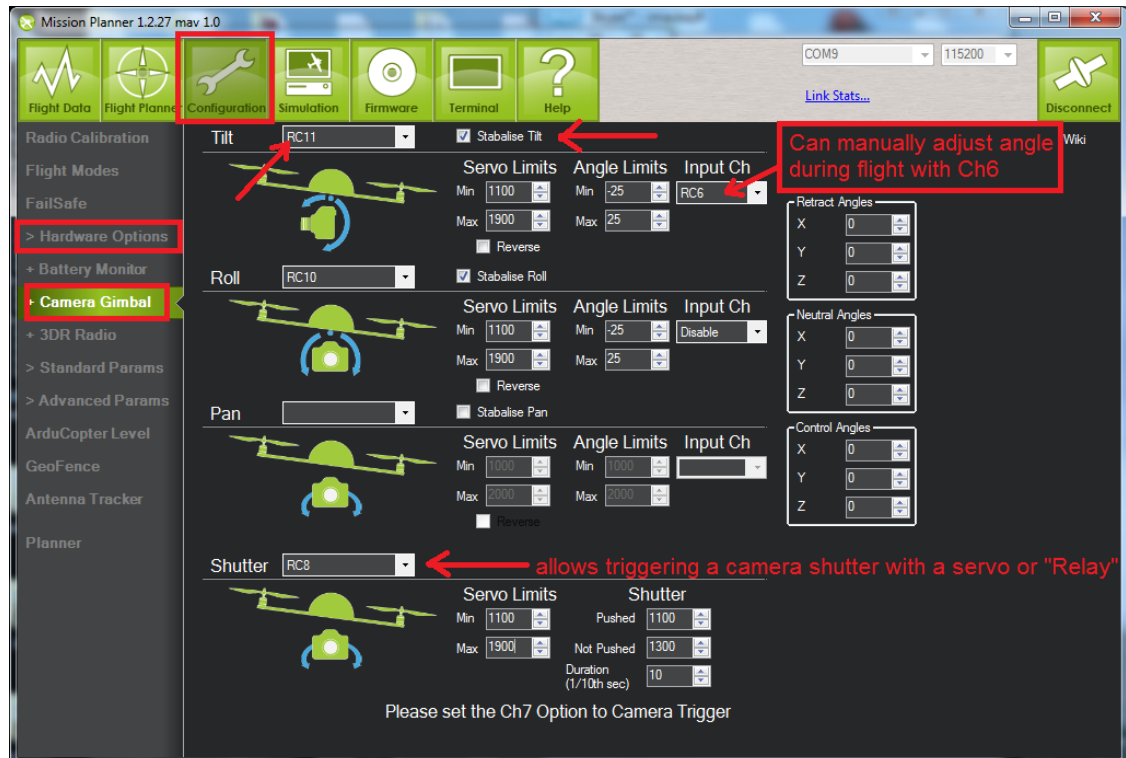 Mission Planner 1.2.27 mav 1.0
Flight Data
Flight Planner
Configuration
Simulation
Firmware
Terminal
Help
COM9
115200
Link Stats...
Disconnect
Radio Calibration
Flight Modes
FailSafe
> Hardware Options
+ Battery Monitor
+ Camera Gimbal
+ 3DR Radio
> Standard Params
> Advanced Params
ArduCopter Level
GeoFence
Antenna Tracker
Planner
Tilt RC11 Stabalise Tilt
Servo Limits Angle Limits Input Ch
Min 1100 Min -25 RC6
Max 1900 Max 25
Reverse
Can manually adjust angle
during flight with Ch6
Wiki
Roll RC10 Stabalise Roll
Servo Limits Angle Limits Input Ch
Min 1100 Min -25 Disable
Max 1900 Max 25
Reverse
Pan Stabalise Pan
Servo Limits Angle Limits Input Ch
Min 1000 Min 1000
Max 2000 Max 2000
Reverse
Retract Angles
X 0
Y 0
Z 0
Neutral Angles
X 0
Y 0
Z 0
Control Angles
X 0
Y 0
Z 0
Shutter RC8
allows triggering a camera shutter with a servo or "Relay"
Servo Limits Shutter
Min 1100 Pushed 1100
Max 1900 Not Pushed 1300
Duration
(1/10th sec) 10
Please set the Ch7 Option to Camera Trigger